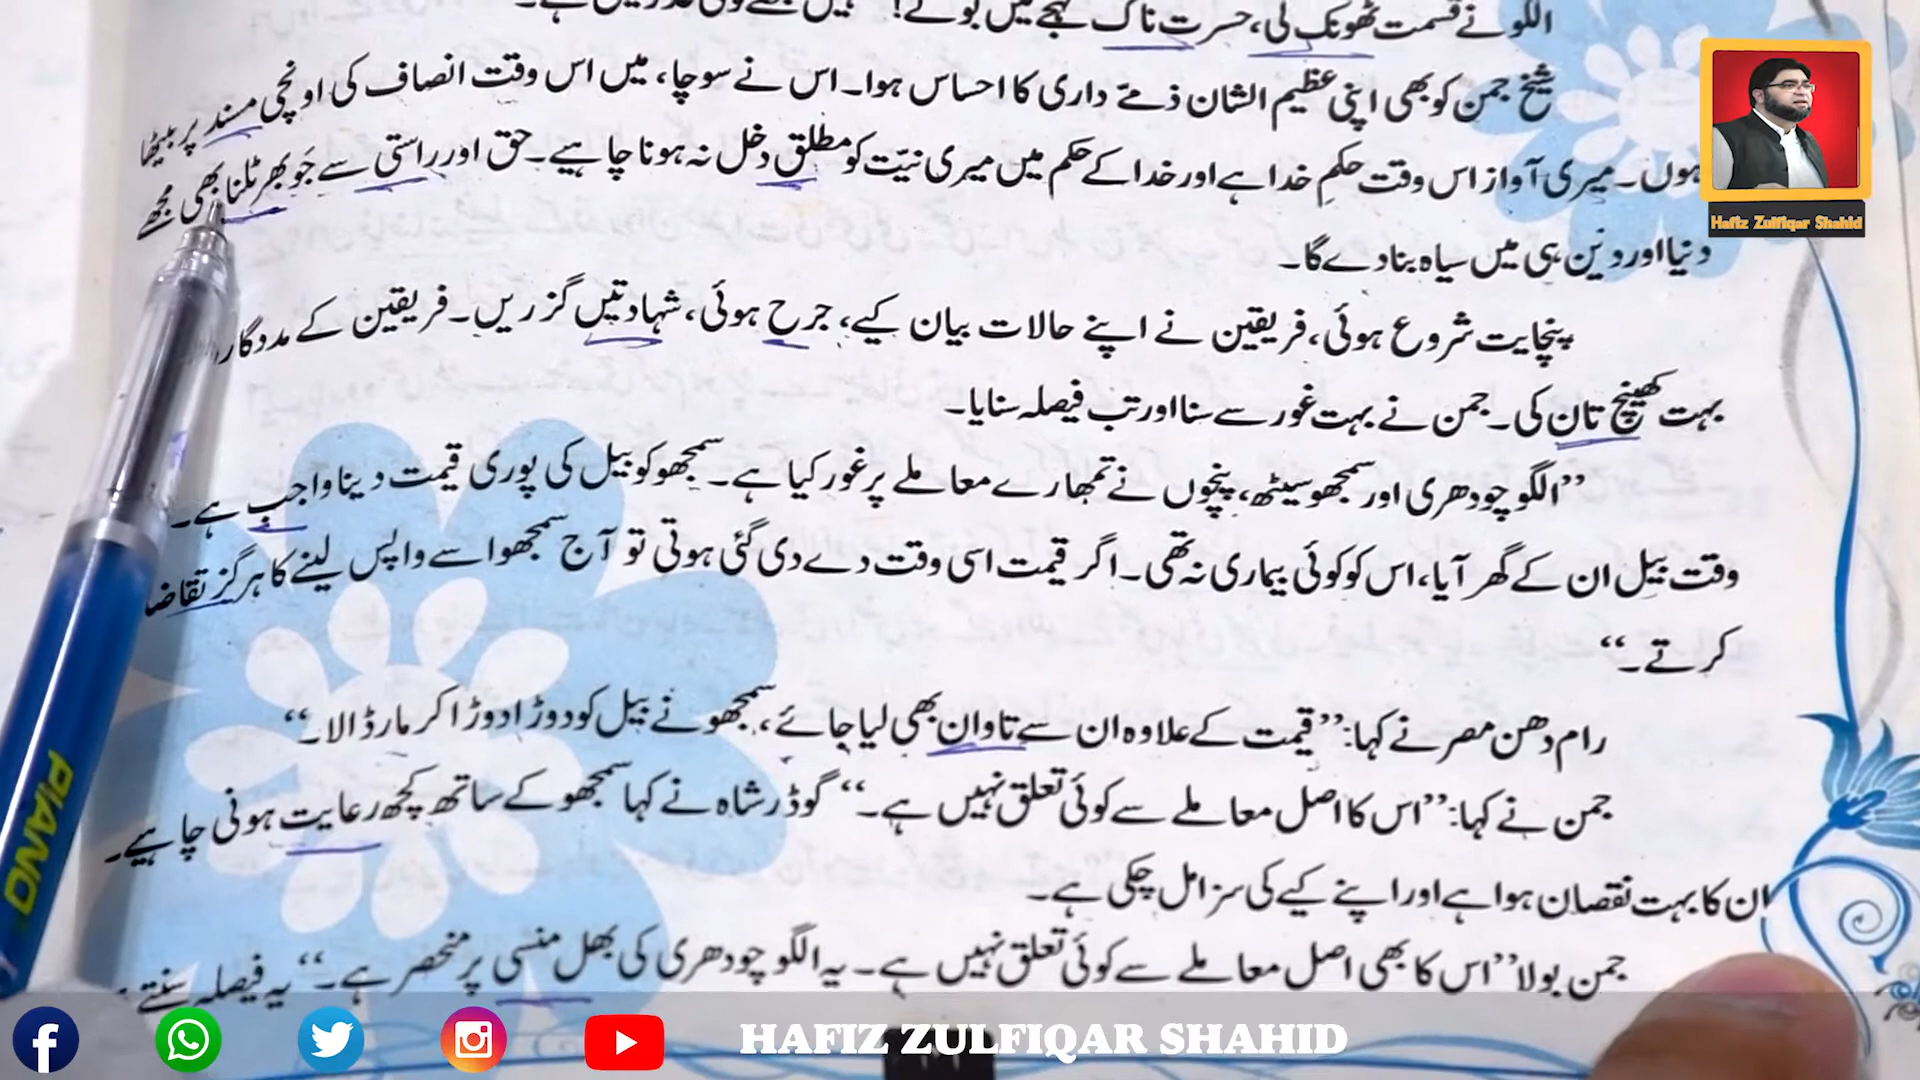 الگو نے قسمت ٹھونک لی، حسرت ناک لہجے میں بولے!
شیخ جمن کو بھی اپنی عظیم الشان ذمّے داری کا احساس ہوا۔ اس نے سوچا، میں اس وقت انصاف کی اونچی مسند پر بیٹھا
ہوں۔ میری آواز اس وقت حکمِ خدا ہے اور خدا کے حکم میں میری نیّت کو مطلق دخل نہ ہونا چاہیے۔ حق اور راستی سے جَو بھر ٹلنا بھی مجھے
دنیا اور دین ہی میں سیاہ بنا دے گا۔
پنچایت شروع ہوئی، فریقین نے اپنے حالات بیان کیے، جرح ہوئی، شہادتیں گزریں۔ فریقین کے مددگار
بہت کھینچ تان کی۔ جمن نے بہت غور سے سنا اور تب فیصلہ سنایا۔
”الگو چودھری اور سمجھو سیٹھ، پنچوں نے تمھارے معاملے پر غور کیا ہے۔ سمجھو کو بیل کی پوری قیمت دینا واجب ہے۔
وقت بیل ان کے گھر آیا، اس کو کوئی بیماری نہ تھی۔ اگر قیمت اسی وقت دے دی گئی ہوتی تو آج سمجھو اسے واپس لینے کا ہرگز تقاضا
کرتے۔“
رام دھن مصر نے کہا: ”قیمت کے علاوہ ان سے تاوان بھی لیا جائے، سمجھو نے بیل کو دوڑا دوڑا کر مار ڈالا۔“
جمن نے کہا: ”اس کا اصل معاملے سے کوئی تعلق نہیں ہے۔“ گوڈر شاہ نے کہا سمجھو کے ساتھ کچھ رعایت ہونی چاہیے۔
ان کا بہت نقصان ہوا ہے اور اپنے کیے کی سزا مل چکی ہے۔
جمن بولا ”اس کا بھی اصل معاملے سے کوئی تعلق نہیں ہے۔ یہ الگو چودھری کی بھل منسی پر منحصر ہے۔“ یہ فیصلہ سنتے
Hafiz Zulfiqar Shahid
PIANO
HAFIZ ZULFIQAR SHAHID